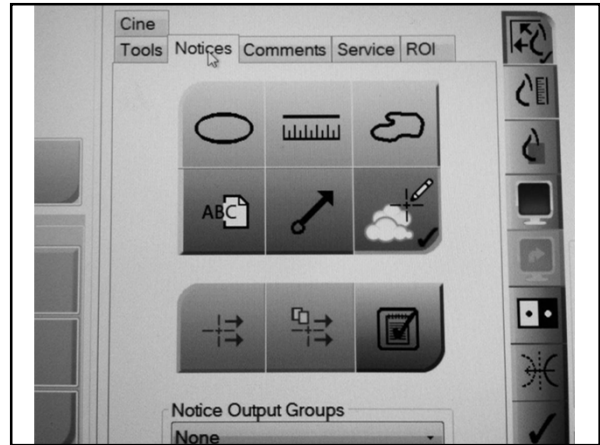 Cine
Tools Notices Comments Service ROI
ABC
Notice Output Groups
None